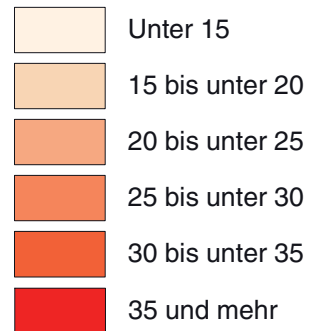 Unter 15
15 bis unter 20
20 bis unter 25
25 bis unter 30
30 bis unter 35
35 und mehr